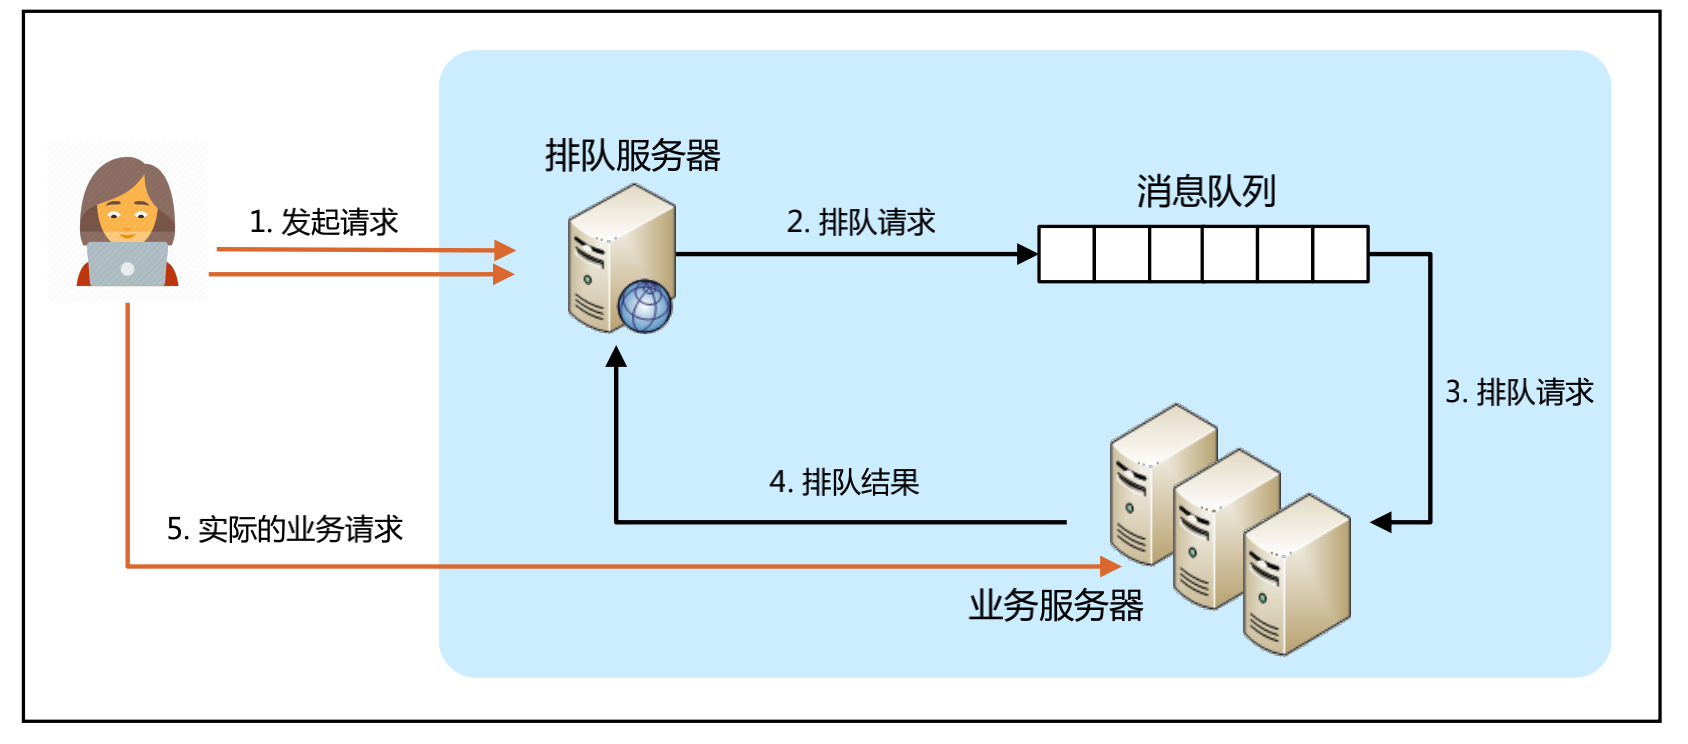 排队服务器
消息队列
1. 发起请求
2. 排队请求
3. 排队请求
4. 排队结果
5. 实际的业务请求
业务服务器